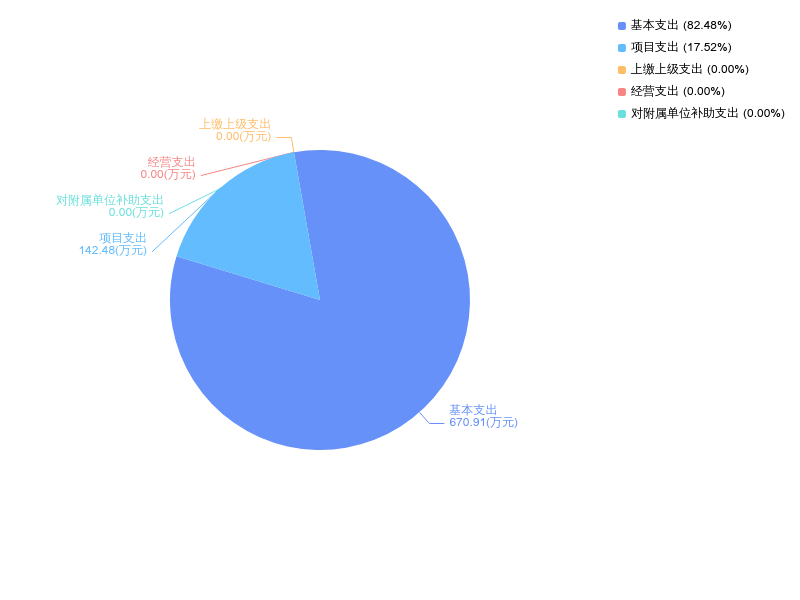 基本支出 (82.48%)
项目支出 (17.52%)
上缴上级支出 (0.00%)
经营支出 (0.00%)
对附属单位补助支出 (0.00%)
上缴上级支出
0.00(万元)
经营支出
0.00(万元)
对附属单位补助支出
0.00(万元)
项目支出
142.48(万元)
基本支出
670.91(万元)